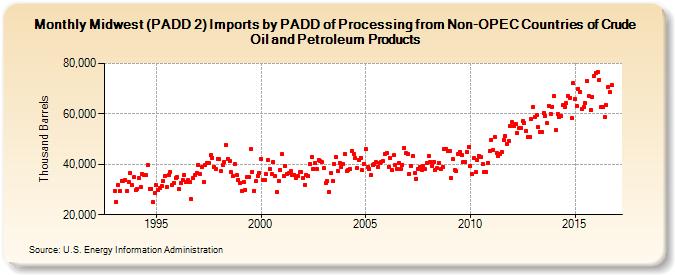 Monthly Midwest (PADD 2) Imports by PADD of Processing from Non-OPEC Countries of Crude
Oil and Petroleum Products
Thousand Barrels
80,000
60,000
40,000
20,000
1995
2000
2005
2010
2015
Source: U.S. Energy Information Administration